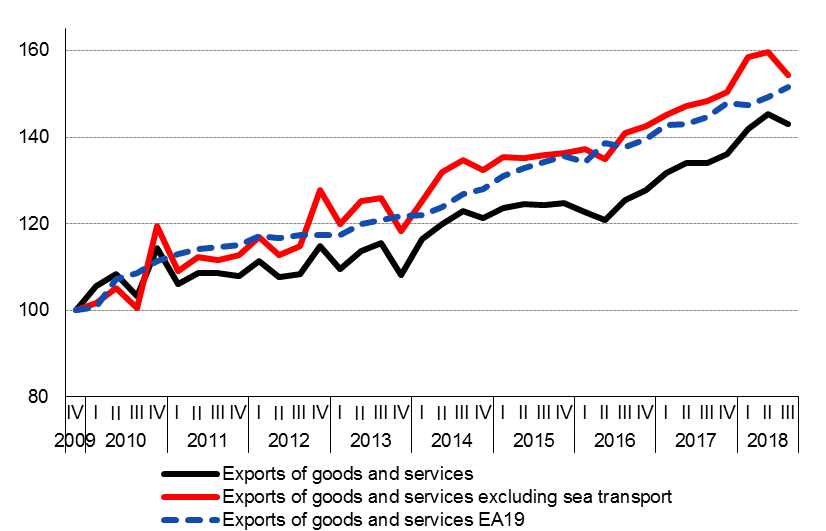 160
140
120
100
80
IV I II III IV I II III IV I II III IV I II III IV I II III IV I II III IV I II III IV I II III IV I II III
2009 2010 2011 2012 2013 2014 2015 2016 2017 2018
Exports of goods and services
Exports of goods and services excluding sea transport
Exports of goods and services EA19